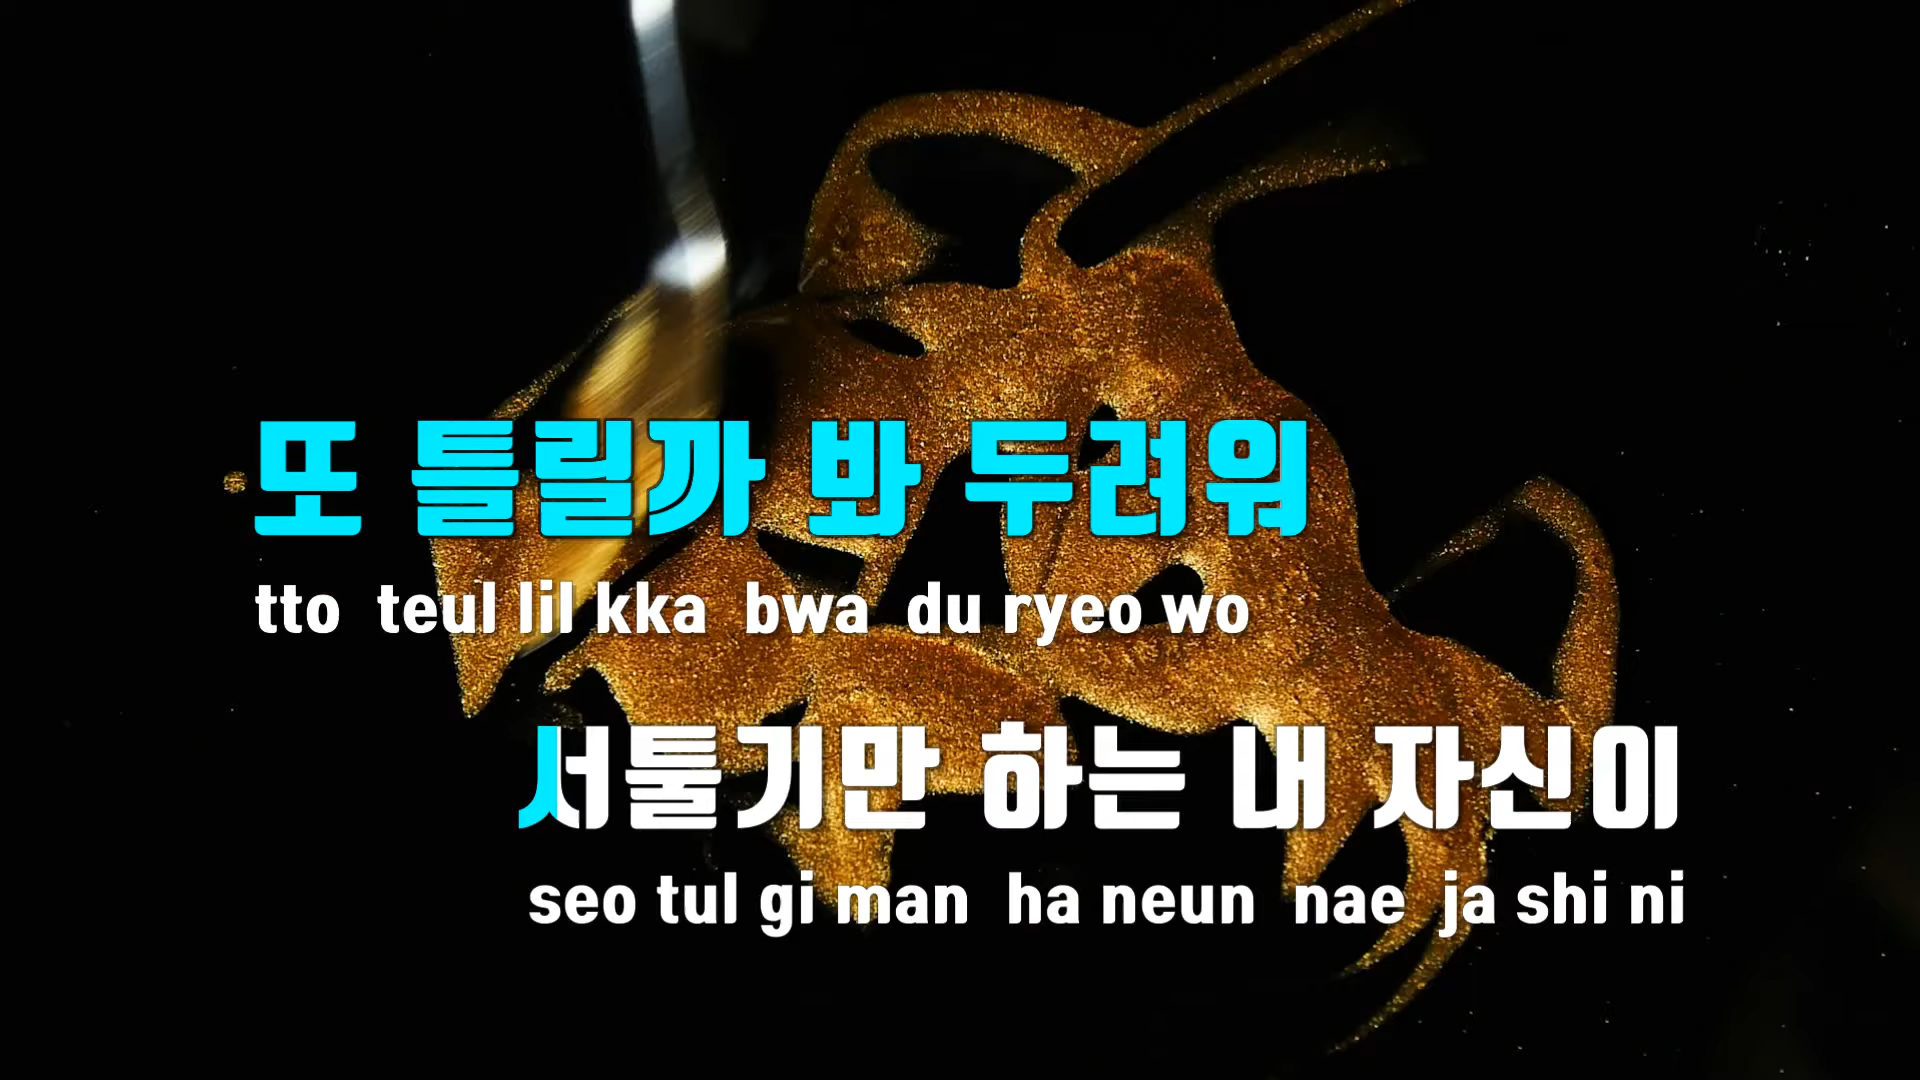 또 틀릴까 봐 두려워
tto teul lil kka bwa du ryeo wo
서툴기만 하는 내 자신이
seo tul gi man ha neun nae ja shi ni